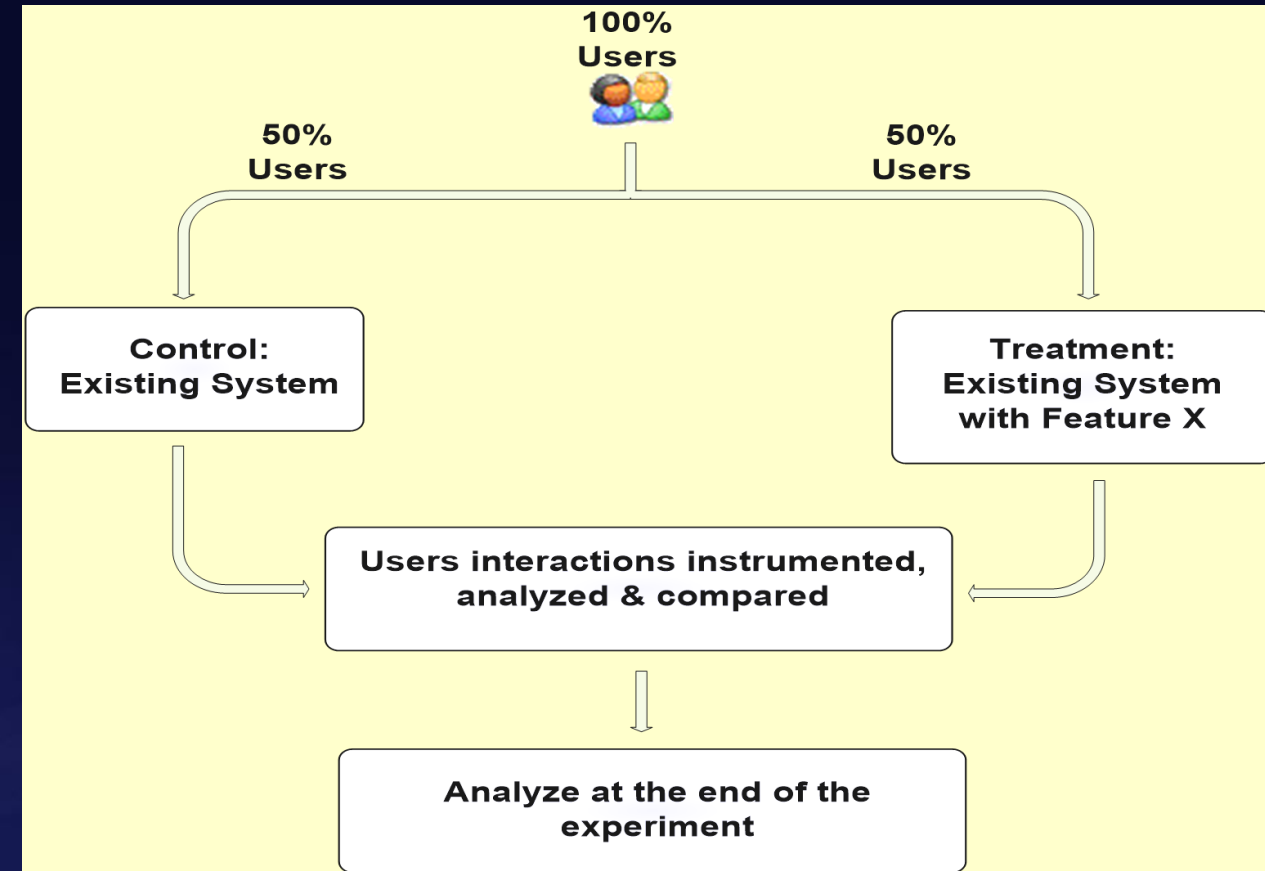 100%
Users
50%
Users
50%
Users
Control:
Existing System
Treatment:
Existing System
with Feature X
Users interactions instrumented,
analyzed & compared
Analyze at the end of the
experiment